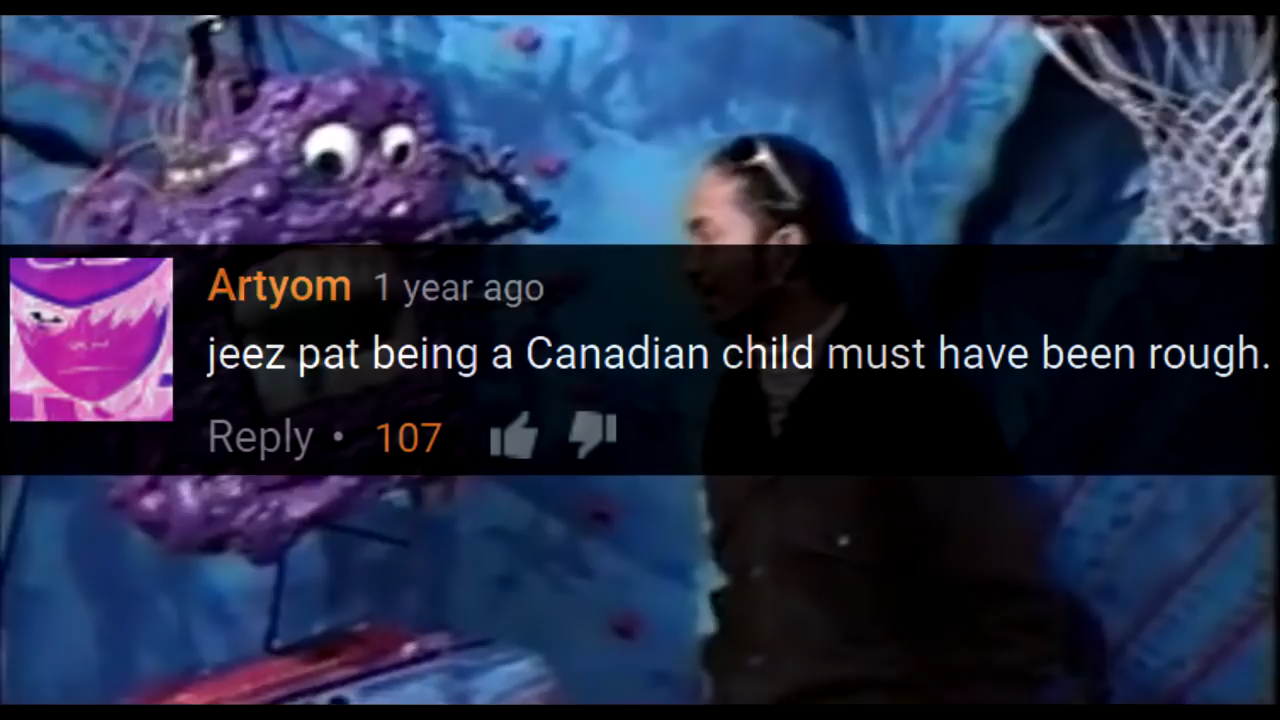 Artyom 1 year ago
jeez pat being a Canadian child must have been rough.
Reply • 107